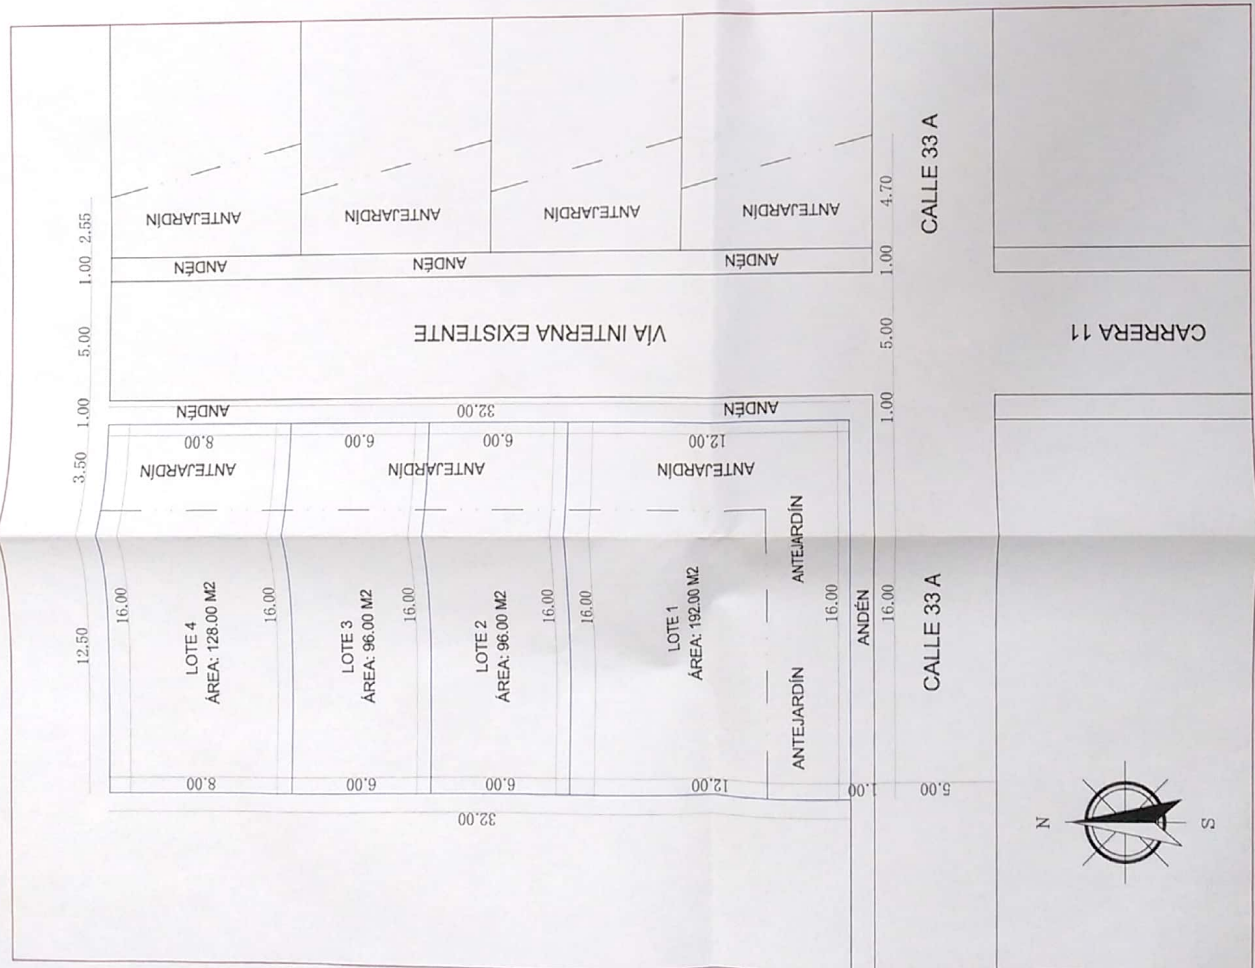 12.50
3.50
1.00
5.00
1.00
2.55
ANTEJARDÍN
ANTEJARDÍN
ANTEJARDÍN
ANTEJARDÍN
ANDÉN
ANDÉN
ANDÉN
VÍA INTERNA EXISTENTE
ANDÉN
32.00
ANDÉN
8.00
6.00
6.00
12.00
ANTEJARDÍN
ANTEJARDÍN
ANTEJARDÍN
16.00
LOTE 4
ÁREA: 128.00 M2
16.00
LOTE 3
ÁREA: 96.00 M2
16.00
LOTE 2
ÁREA: 96.00 M2
16.00
16.00
LOTE 1
ÁREA: 192.00 M2
ANTEJARDÍN
ANTEJARDÍN
16.00
8.00
6.00
6.00
12.00
32.00
ANDÉN
1.00
16.00
1.00
5.00
1.00
4.70
CALLE 33 A
CALLE 33 A
5.00
CARRERA 11
N
S